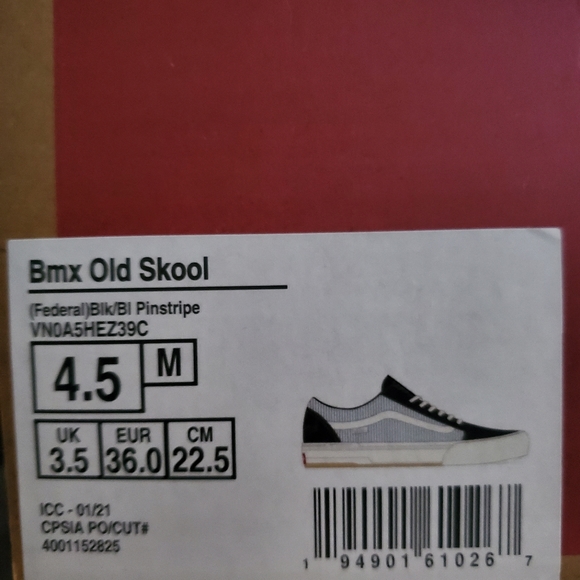 Bmx Old Skool
(Federal)Blk/Bl Pinstripe
VN0A5HEZ39C
4.5 M
UK EUR CM
3.5 36.0 22.5
ICC - 01/21
CPSIA PO/CUT#
4001152825
1 94901 61026 7